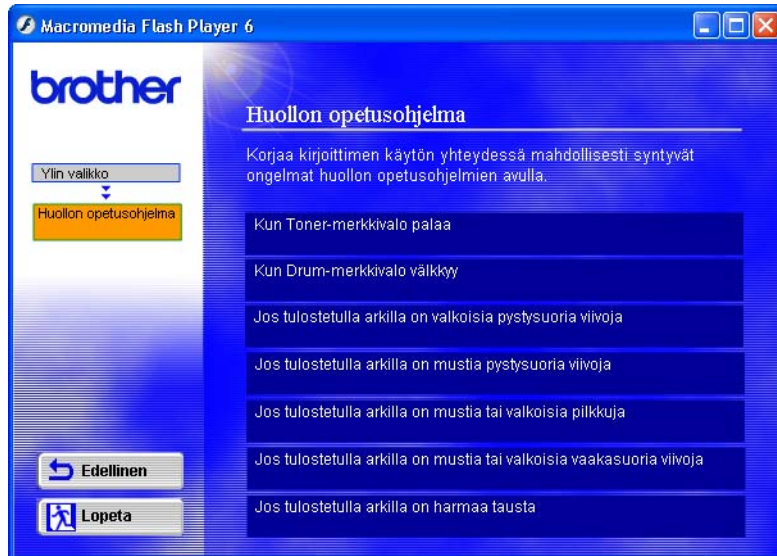 Macromedia Flash Player 6
brother
Ylin valikko
Huollon opetusohjelma
Huollon opetusohjelma
Korjaa kirjoittimen käytön yhteydessä mahdollisesti syntyvät
ongelmat huollon opetusohjelmien avulla.
Kun Toner-merkkivalo palaa
Kun Drum-merkkivalo välkkyy
Jos tulostetulla arkilla on valkoisia pystysuoria viivoja
Jos tulostetulla arkilla on mustia pystysuoria viivoja
Jos tulostetulla arkilla on mustia tai valkoisia pilkkuja
Jos tulostetulla arkilla on mustia tai valkoisia vaakasuoria viivoja
Jos tulostetulla arkilla on harmaa tausta
Edellinen
Lopeta